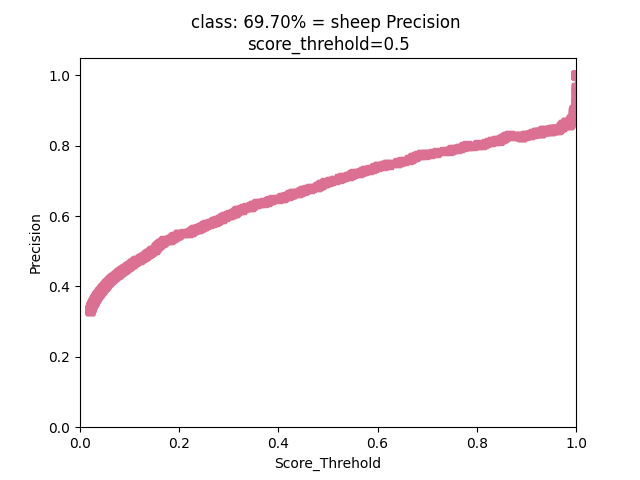 class: 69.70% = sheep Precision
score_threhold=0.5
Precision
1.0
0.8
0.6
0.4
0.2
0.0
0.0 0.2 0.4 0.6 0.8 1.0
Score_Threhold